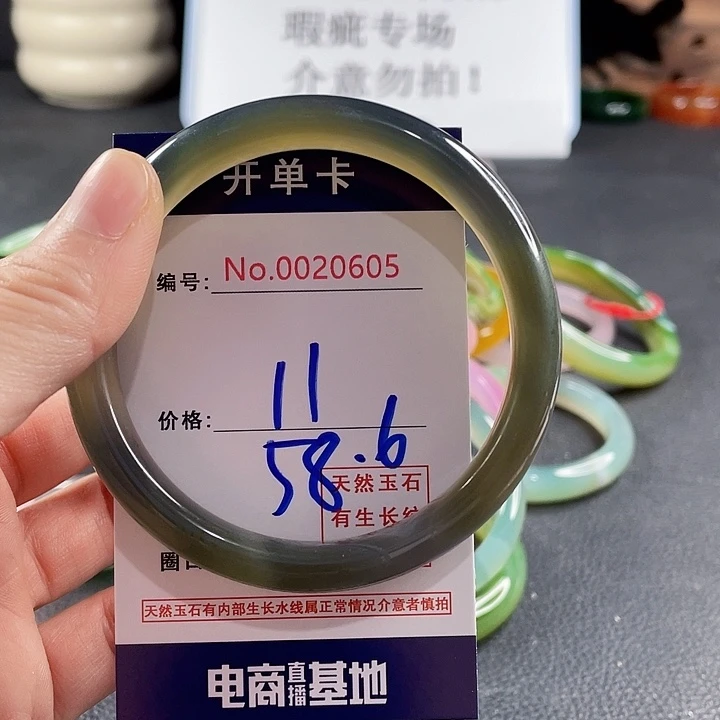 瑕疵专场
介意勿拍！
开单卡
编号: No.0020605
价格: 11
58.6
天然玉石
有生长
圈
天然玉石有内部生长水线属正常情况介意者慎拍
电商直播基地